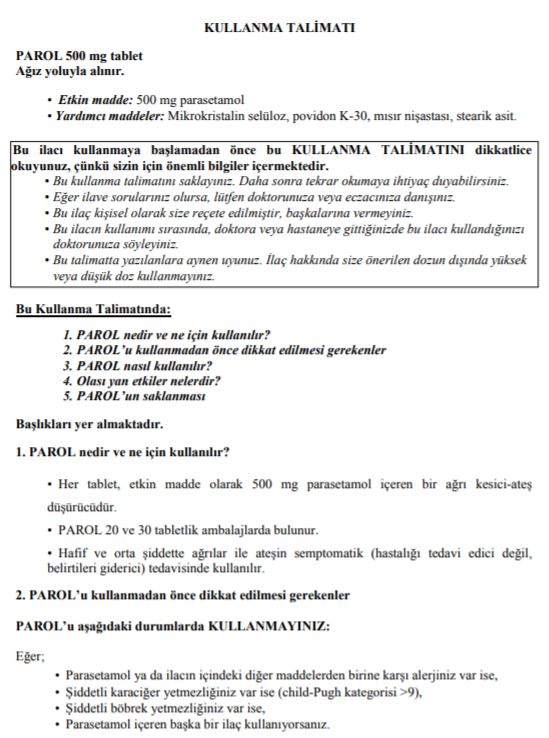 KULLANMA TALİMATI
PAROL 500 mg tablet
Ağız yoluyla alınır.
• Etkin madde: 500 mg parasetamol
• Yardımcı maddeler: Mikrokristalin selüloz, povidon K-30, mısır nişastası, stearik asit.
Bu ilacı kullanmaya başlamadan önce bu KULLANMA TALİMATINI dikkatlice
okuyunuz, çünkü sizin için önemli bilgiler içermektedir.
• Bu kullanma talimatını saklayınız. Daha sonra tekrar okumaya ihtiyaç duyabilirsiniz.
• Eğer ilave sorularınız olursa, lütfen doktorunuza veya eczacınıza danışınız.
• Bu ilaç kişisel olarak size reçete edilmiştir, başkalarına vermeyiniz.
• Bu ilacın kullanımı sırasında, doktora veya hastaneye gittiğinizde bu ilacı kullandığınızı
doktorunuza söyleyiniz.
• Bu talimatta yazılanlara aynen uyunuz. İlaç hakkında size önerilen dozun dışında yüksek
veya düşük doz kullanmayınız.
Bu Kullanma Talimatında:
1. PAROL nedir ve ne için kullanılır?
2. PAROL'u kullanmadan önce dikkat edilmesi gerekenler
3. PAROL nasıl kullanılır?
4. Olası yan etkiler nelerdir?
5. PAROL'un saklanması
Başlıkları yer almaktadır.
1. PAROL nedir ve ne için kullanılır?
• Her tablet, etkin madde olarak 500 mg parasetamol içeren bir ağrı kesici-ateş
düşürücüdür.
• PAROL 20 ve 30 tabletlik ambalajlarda bulunur.
• Hafif ve orta şiddette ağrılar ile ateşin semptomatik (hastalığı tedavi edici değil,
belirtileri giderici) tedavisinde kullanılır.
2. PAROL'u kullanmadan önce dikkat edilmesi gerekenler
PAROL'u aşağıdaki durumlarda KULLANMAYINIZ:
Eğer;
• Parasetamol ya da ilacın içindeki diğer maddelerden birine karşı alerjiniz var ise,
• Şiddetli karaciğer yetmezliğiniz var ise (child-Pugh kategorisi >9),
• Şiddetli böbrek yetmezliğiniz var ise,
• Parasetamol içeren başka bir ilaç kullanıyorsanız.